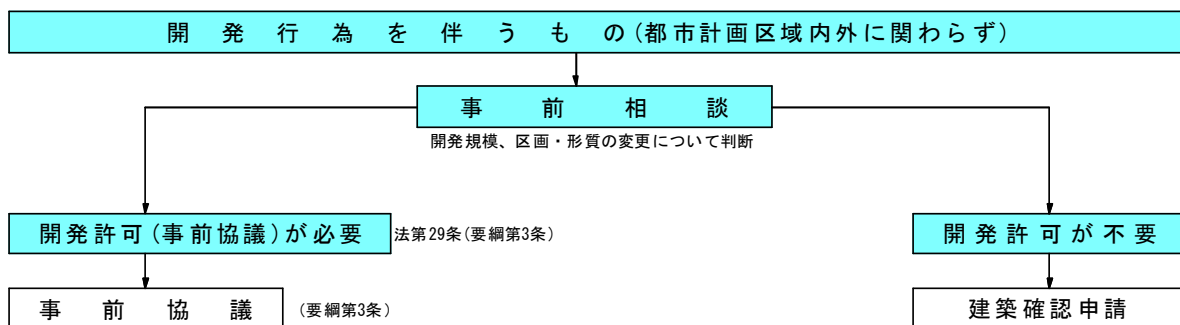 開発行為を伴うもの(都市計画区域内外に関わらず)
事前相談
開発規模、区画・形質の変更について判断
開発許可(事前協議)が必要 法第29条(要綱第3条)
開発許可が不要
事前協議 (要綱第3条)
建築確認申請